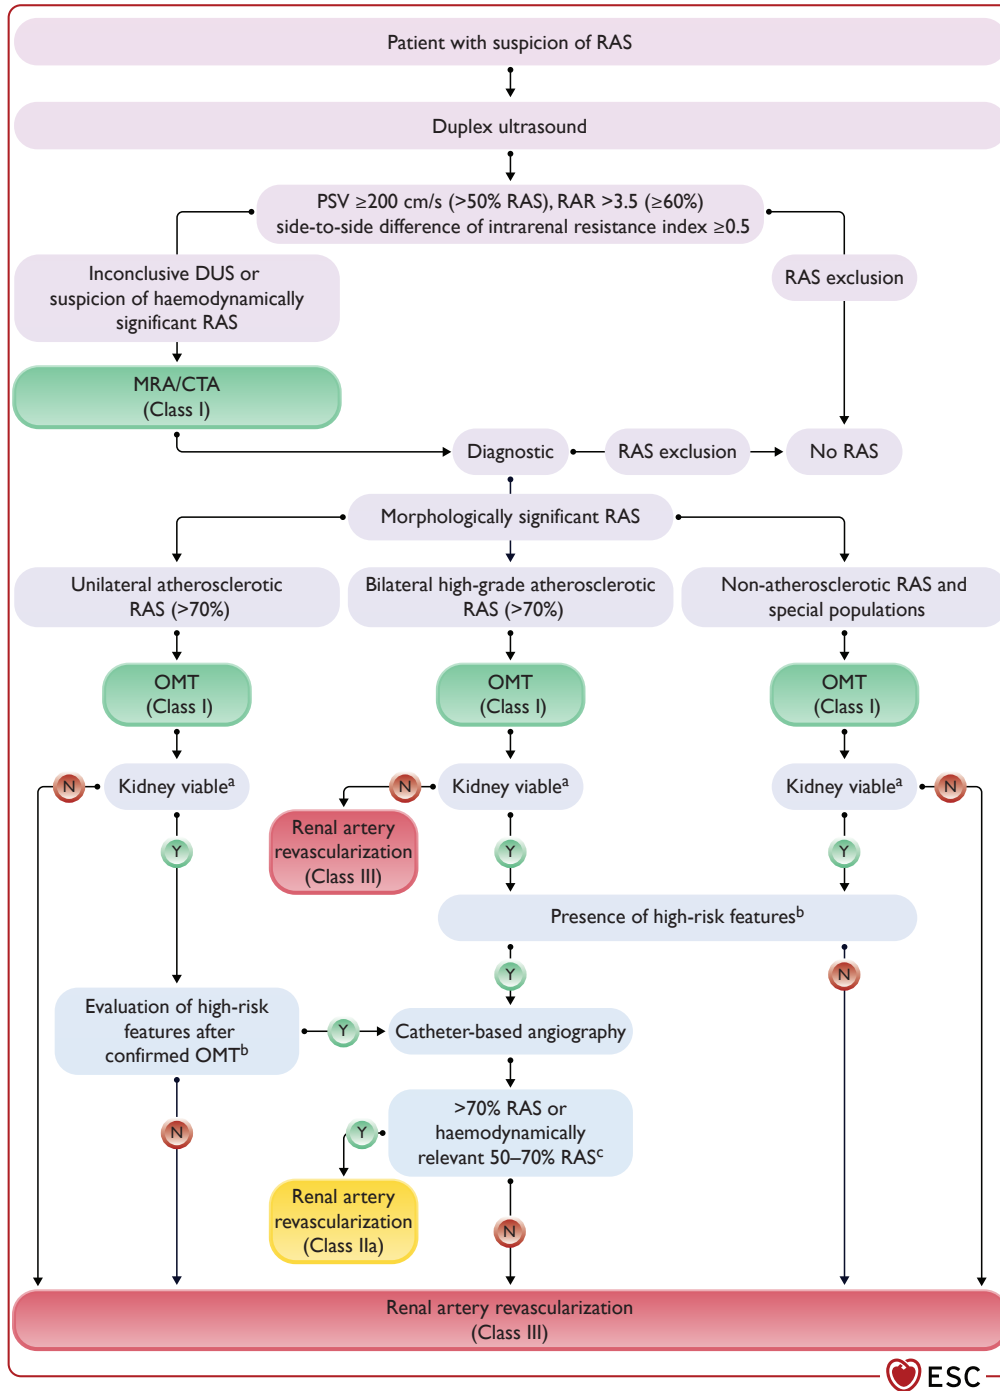 Patient with suspicion of RAS
Duplex ultrasound
PSV ≥200 cm/s (>50% RAS), RAR >3.5 (≥60%)
side-to-side difference of intrarenal resistance index ≥0.5
Inconclusive DUS or
suspicion of haemodynamically
significant RAS
RAS exclusion
MRA/CTA
(Class I)
Diagnostic
RAS exclusion
No RAS
Morphologically significant RAS
Unilateral atherosclerotic
RAS (>70%)
Bilateral high-grade atherosclerotic
RAS (>70%)
Non-atherosclerotic RAS and
special populations
OMT
(Class I)
OMT
(Class I)
OMT
(Class I)
N
Kidney viableᵃ
N
Kidney viableᵃ
Kidney viableᵃ
N
Renal artery
revascularization
(Class III)
Y
Y
Y
Presence of high-risk featuresᵇ
Y
N
Evaluation of high-risk
features after
confirmed OMTᵇ
Y
Catheter-based angiography
N
Y
>70% RAS or
haemodynamically
relevant 50–70% RASᶜ
Renal artery
revascularization
(Class IIa)
N
Renal artery revascularization
(Class III)
ESC